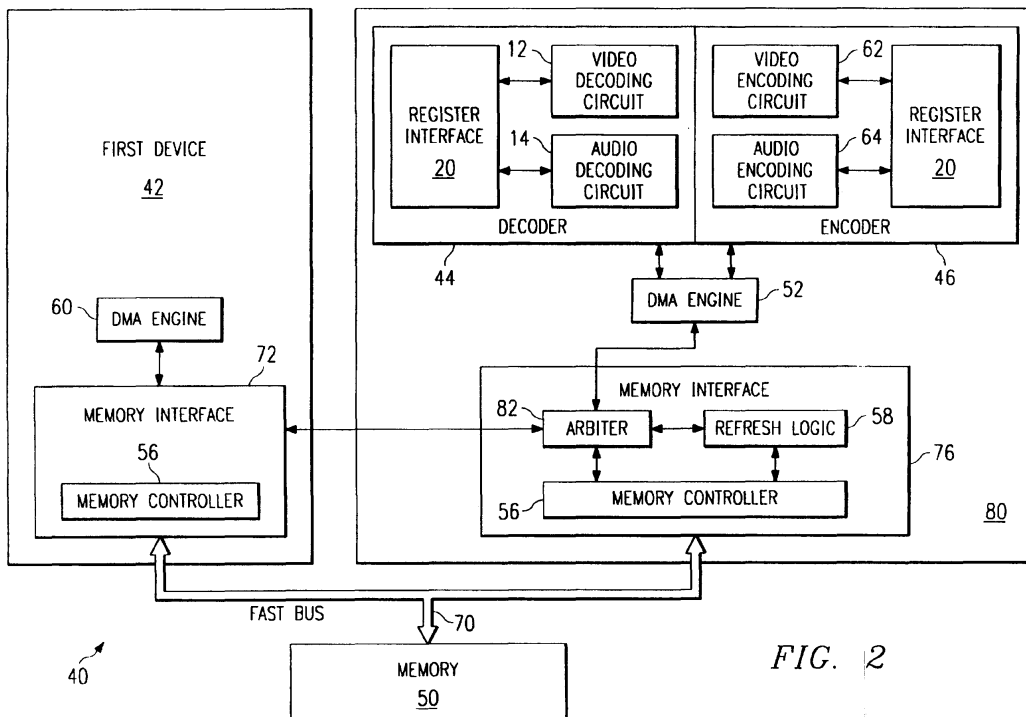 FIRST DEVICE
42
60
DMA ENGINE
72
MEMORY INTERFACE
56
MEMORY CONTROLLER
REGISTER
INTERFACE
20
12
VIDEO
DECODING
CIRCUIT
14
AUDIO
DECODING
CIRCUIT
DECODER
44
VIDEO
ENCODING
CIRCUIT
62
AUDIO
ENCODING
CIRCUIT
64
REGISTER
INTERFACE
20
ENCODER
46
DMA ENGINE
52
MEMORY INTERFACE
82
ARBITER
REFRESH LOGIC
58
76
56
MEMORY CONTROLLER
80
FAST BUS
70
40
MEMORY
50
FIG. 2